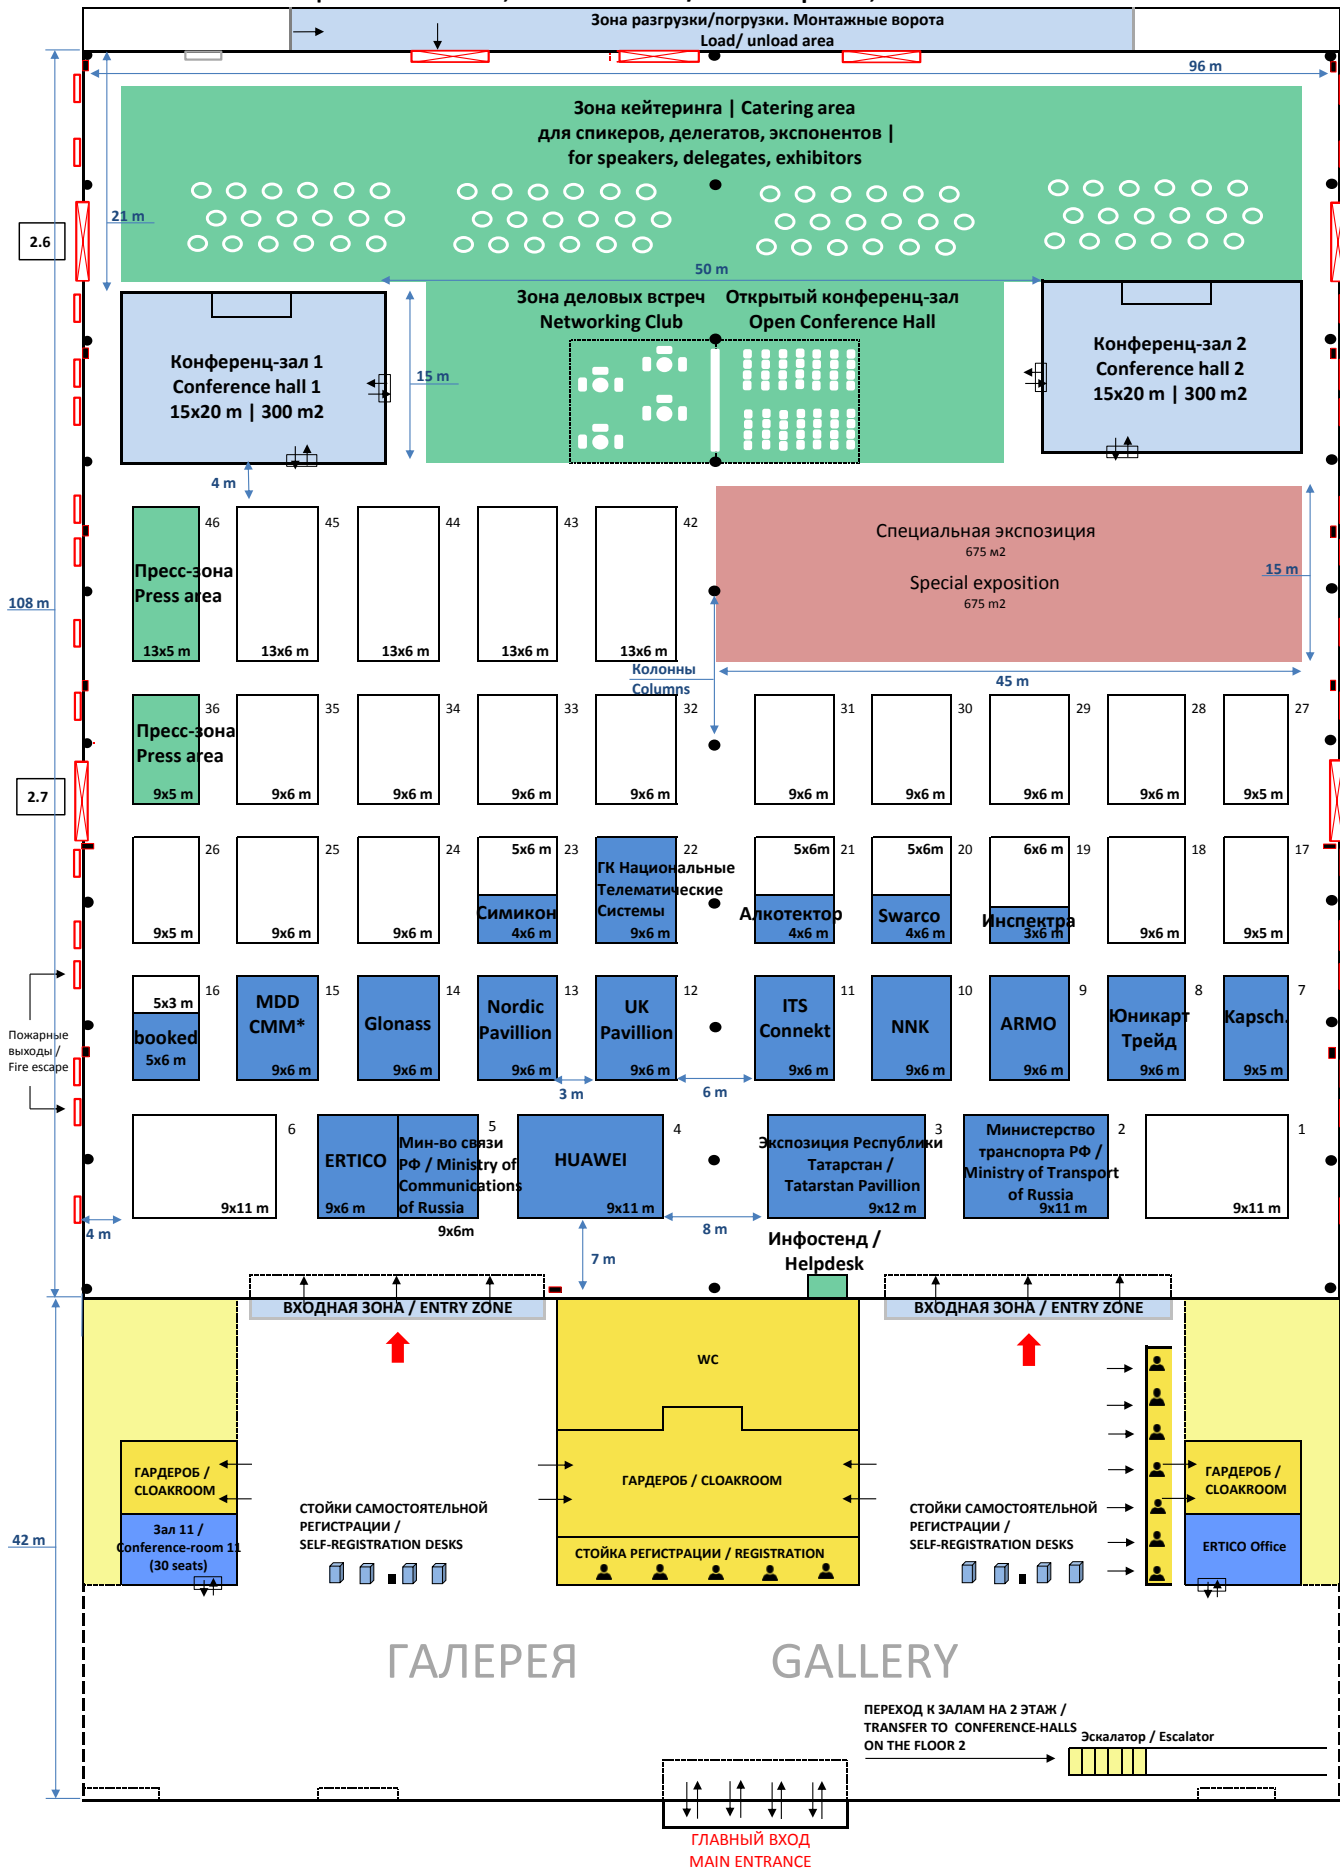 Зона разгрузки/погрузки. Монтажные ворота
Load/ unload area
96 m
Зона кейтеринга | Catering area
для спикеров, делегатов, экспонентов |
for speakers, delegates, exhibitors
21 m
2.6
50 m
Зона деловых встреч
Networking Club
Открытый конференц-зал
Open Conference Hall
Конференц-зал 1
Conference hall 1
15x20 m | 300 m2
15 m
Конференц-зал 2
Conference hall 2
15x20 m | 300 m2
4 m
46
45
44
43
42
Пресс-зона
Press area
13x5 m
13x6 m
13x6 m
13x6 m
13x6 m
Специальная экспозиция
675 м2
Special exposition
675 m2
15 m
108 m
Колонны
Columns
45 m
36
35
34
33
32
31
30
29
28
27
Пресс-зона
Press area
9x5 m
9x6 m
9x6 m
9x6 m
9x6 m
9x6 m
9x6 m
9x6 m
9x6 m
9x5 m
2.7
26
25
24
5x6 m
23
22
5x6m
21
5x6m
20
6x6 m
19
18
17
ГК Национальные
Телематические
Системы
Симикон
Алкотектор
Swarco
Инспектра
9x5 m
9x6 m
9x6 m
4x6 m
9x6 m
4x6 m
4x6 m
3x6 m
9x6 m
9x5 m
5x3 m
16
15
14
13
12
11
10
9
8
7
booked
5x6 m
MDD
CMM*
9x6 m
Glonass
9x6 m
Nordic
Pavillion
9x6 m
UK
Pavillion
9x6 m
ITS
Connekt
9x6 m
NNK
9x6 m
ARMO
9x6 m
Юникарт
Трейд
9x6 m
Kapsch.
9x5 m
Пожарные
выходы /
Fire escape
3 m
6 m
6
5
4
3
2
1
9x11 m
ERTICO
9x6 m
Мин-во связи
РФ / Ministry of
Communications
of Russia
9x6m
HUAWEI
9x11 m
Экспозиция Республики
Татарстан /
Tatarstan Pavillion
9x12 m
Министерство
транспорта РФ /
Ministry of Transport
of Russia
9x11 m
9x11 m
4 m
7 m
8 m
Инфостенд /
Helpdesk
ВХОДНАЯ ЗОНА / ENTRY ZONE
ВХОДНАЯ ЗОНА / ENTRY ZONE
WC
ГАРДЕРОБ /
CLOAKROOM
ГАРДЕРОБ / CLOAKROOM
ГАРДЕРОБ /
CLOAKROOM
42 m
Зал 11 /
Conference-room 11
(30 seats)
СТОЙКИ САМОСТОЯТЕЛЬНОЙ
РЕГИСТРАЦИИ /
SELF-REGISTRATION DESKS
СТОЙКА РЕГИСТРАЦИИ / REGISTRATION
СТОЙКИ САМОСТОЯТЕЛЬНОЙ
РЕГИСТРАЦИИ /
SELF-REGISTRATION DESKS
ERTICO Office
ГАЛЕРЕЯ
GALLERY
ПЕРЕХОД К ЗАЛАМ НА 2 ЭТАЖ /
TRANSFER TO CONFERENCE-HALLS
ON THE FLOOR 2
Эскалатор / Escalator
ГЛАВНЫЙ ВХОД
MAIN ENTRANCE